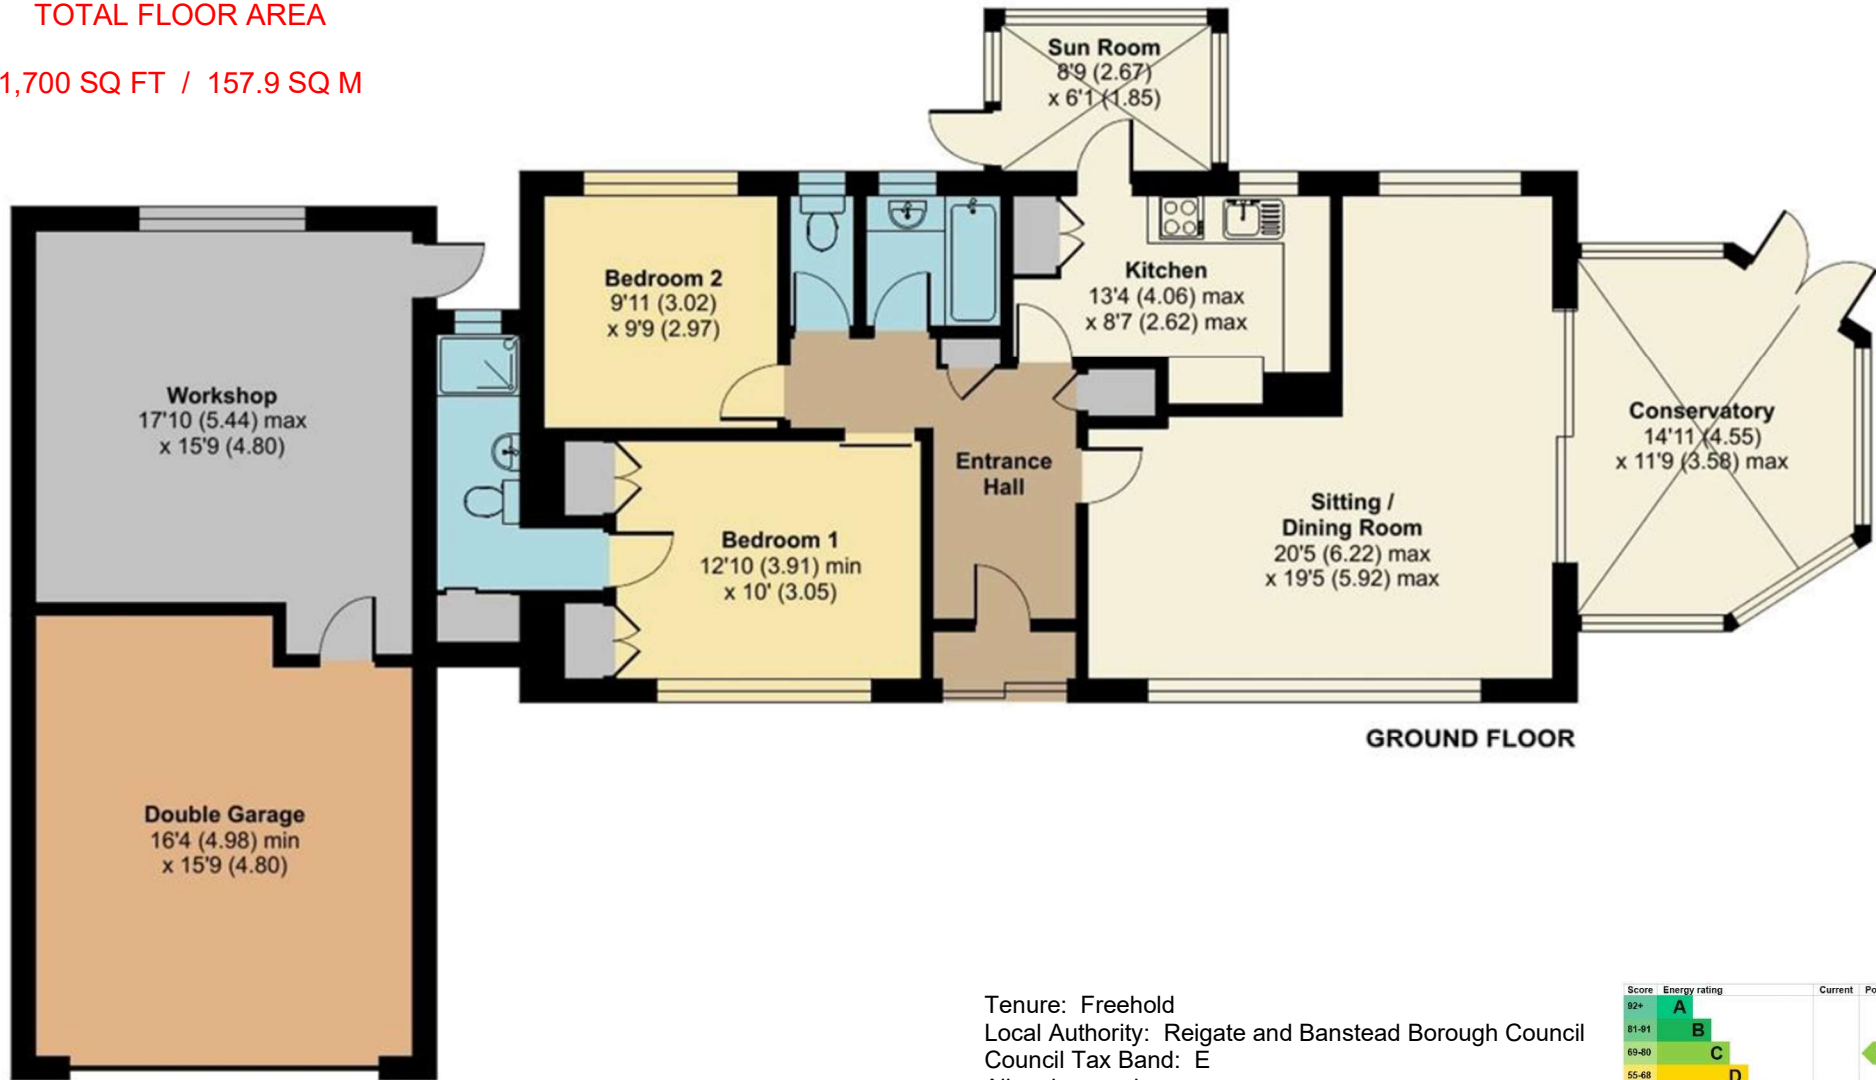 TOTAL FLOOR AREA
1,700 SQ FT / 157.9 SQ M
Sun Room
8'9 (2.67)
x 6'1 (1.85)
Bedroom 2
9'11 (3.02)
x 9'9 (2.97)
Kitchen
13'4 (4.06) max
x 8'7 (2.62) max
Workshop
17'10 (5.44) max
x 15'9 (4.80)
Conservatory
14'11 (4.55)
x 11'9 (3.58) max
Entrance
Hall
Sitting /
Dining Room
20'5 (6.22) max
x 19'5 (5.92) max
Bedroom 1
12'10 (3.91) min
x 10' (3.05)
GROUND FLOOR
Double Garage
16'4 (4.98) min
x 15'9 (4.80)
Tenure: Freehold
Local Authority: Reigate and Banstead Borough Council
Council Tax Band: E
Score Energy rating Current
92+ A
81-91 B
69-80 C
55-68 D